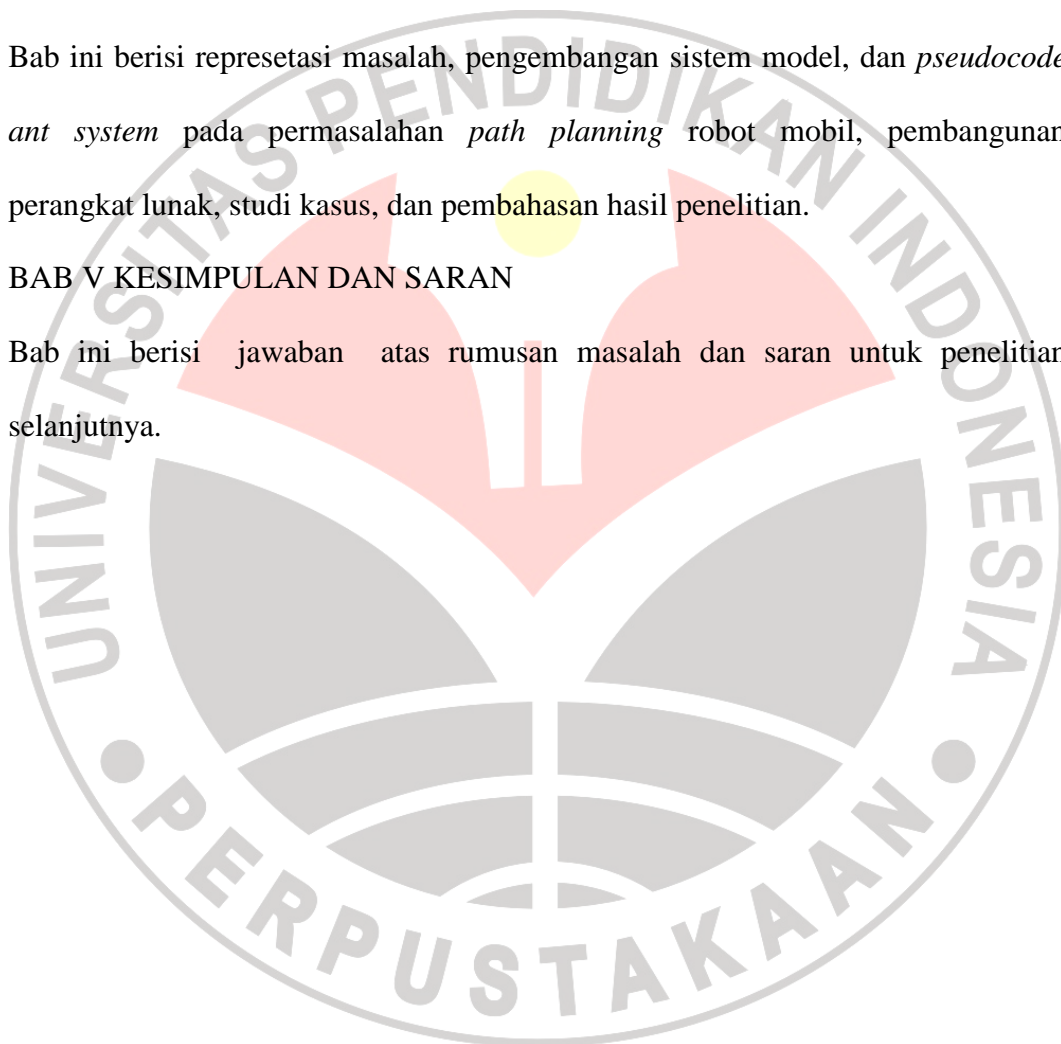 Bab ini berisi represetasi masalah, pengembangan sistem model, dan pseudocode
ant system pada permasalahan path planning robot mobil, pembangunan
perangkat lunak, studi kasus, dan pembahasan hasil penelitian.
BAB V KESIMPULAN DAN SARAN
Bab ini berisi jawaban atas rumusan masalah dan saran untuk penelitian
selanjutnya.
UNIVERSITAS PENDIDIKAN INDONESIA
PERPUSTAKAAN